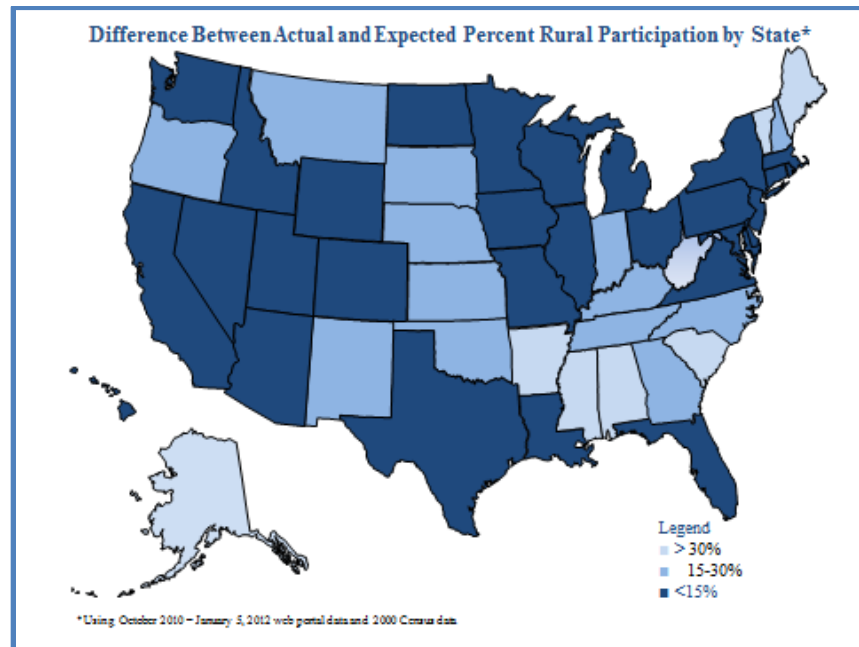 Difference Between Actual and Expected Percent Rural Participation by State*
Legend
> 30%
15-30%
<15%
*Using October 2010 – January 5, 2012 web portal data and 2000 Census data